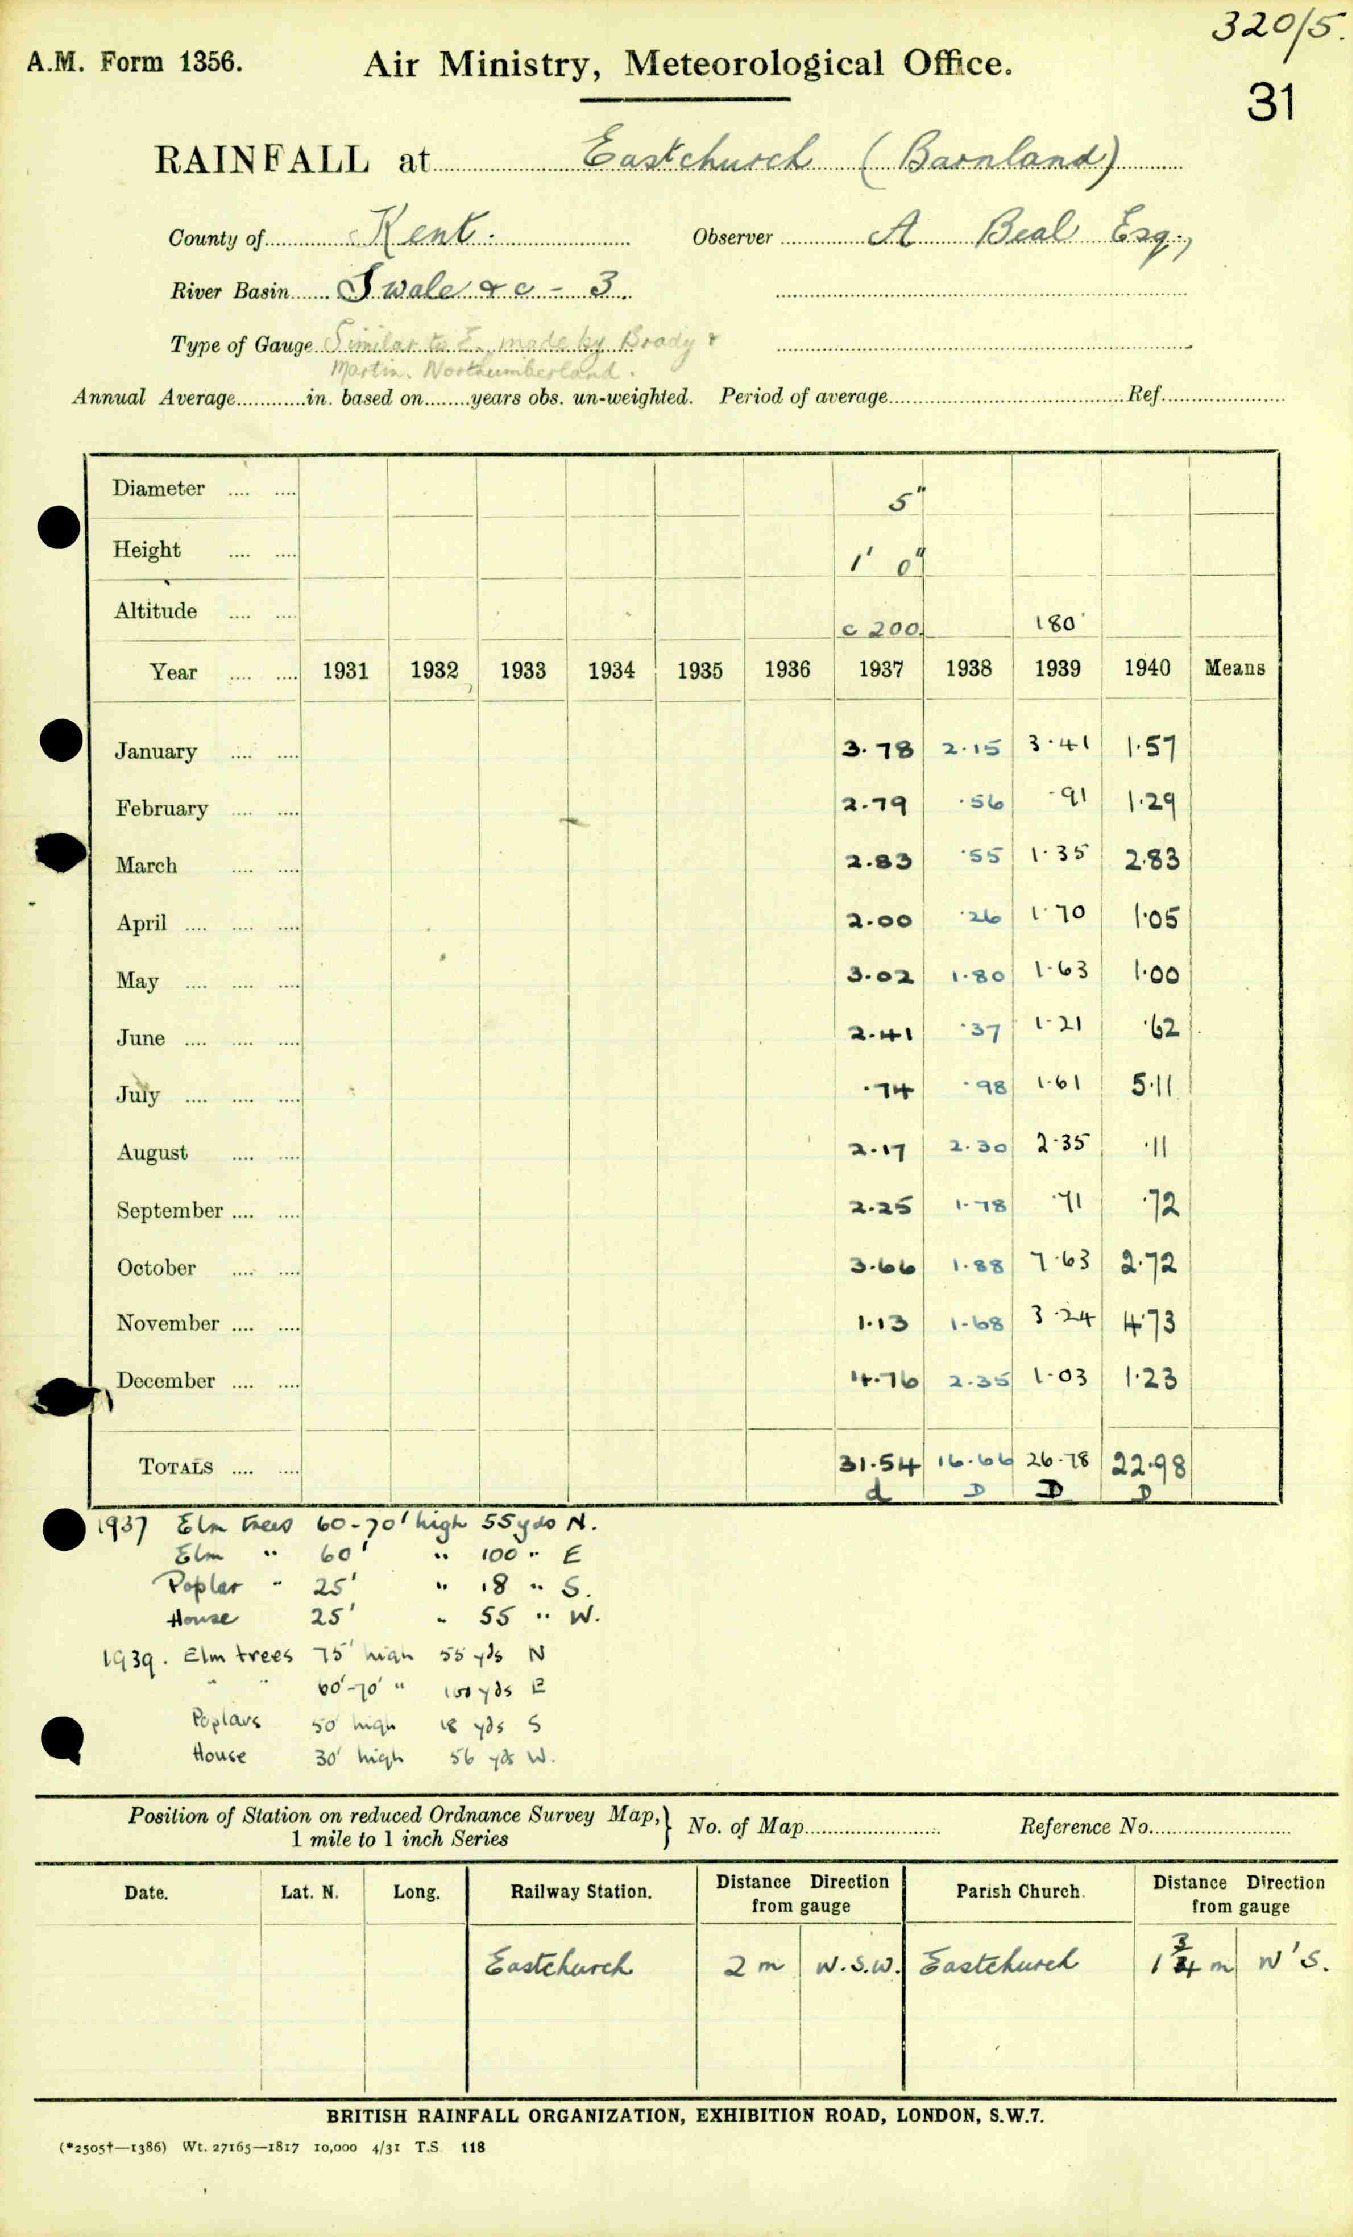 320/5.
A.M. Form 1356. Air Ministry, Meteorological Office.
31
RAINFALL at Eastchurch (Barnland)
County of Kent. Observer A Beal Esq.,
River Basin Swale & c - 3.
Type of Gauge Similar to S. made by Brady &
Martin. Northumberland.
Annual Average............in. based on........years obs. un-weighted. Period of average........ Ref........
Diameter .... .... 5"
Height .... .... 1' 0"
Altitude .... .... c 200 180'
Year .... .... 1931 1932 1933 1934 1935 1936 1937 1938 1939 1940 Means
January .... .... 3.78 2.15 3.41 1.57
February .... .... 2.79 .56 .91 1.29
March .... .... 2.83 .55 1.35 2.83
April .... .... .... 2.00 .26 1.70 1.05
May .... .... .... 3.02 1.80 1.63 1.00
June .... .... .... 2.41 .37 1.21 .62
July .... .... .... .74 .98 1.61 5.11
August .... .... 2.17 2.30 2.35 .11
September .... .... 2.25 1.78 .71 .72
October .... .... 3.66 1.88 7.63 2.72
November .... .... 1.13 1.68 3.24 4.73
December .... .... 4.76 2.35 1.03 1.23
TOTALS .... .... 31.54 16.66 26.78 22.98
d D D D
1937 Elm trees 60-70' high 55 yds N.
Elm " 60' " 100 " E
Poplar " 25' " 18 " S.
House 25' " 55 " W.
1939. Elm trees 75' high 55 yds N
" " 60'-70' " 100 yds E
Poplars 50' high 18 yds S
House 30' high 56 yds W.
Position of Station on reduced Ordnance Survey Map,} No. of Map........ Reference No........
1 mile to 1 inch Series
Date. Lat. N. Long. Railway Station. Distance Direction from gauge Parish Church. Distance Direction from gauge
Eastchurch 2 m W.S.W. Eastchurch 1 3/4 m W'S.
BRITISH RAINFALL ORGANIZATION, EXHIBITION ROAD, LONDON, S.W.7.
(*2505†—1386) Wt. 27165—1817 10,000 4/31 T.S. 118